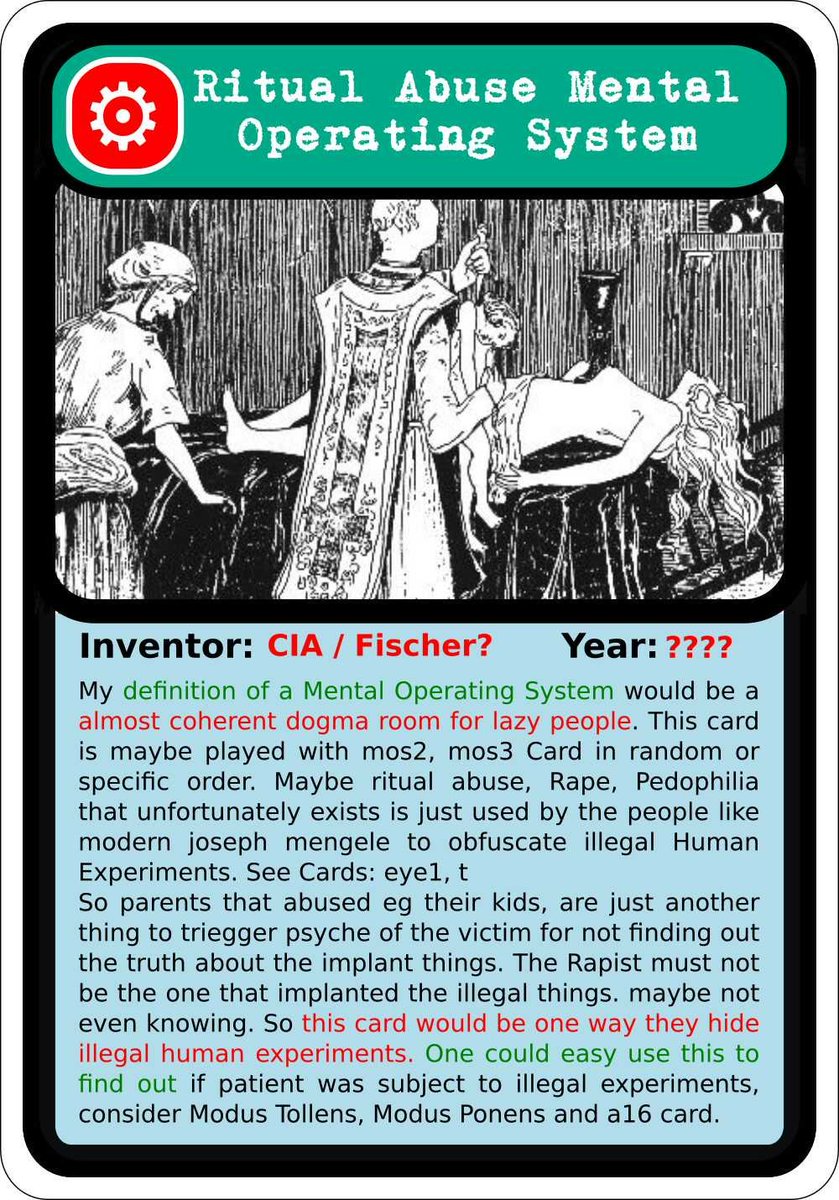 Ritual Abuse Mental
Operating System
Inventor: CIA / Fischer? Year: ????
My definition of a Mental Operating System would be a
almost coherent dogma room for lazy people. This card
is maybe played with mos2, mos3 Card in random or
specific order. Maybe ritual abuse, Rape, Pedophilia
that unfortunately exists is just used by the people like
modern joseph mengele to obfuscate illegal Human
Experiments. See Cards: eye1, t
So parents that abused eg their kids, are just another
thing to triegger psyche of the victim for not finding out
the truth about the implant things. The Rapist must not
be the one that implanted the illegal things. maybe not
even knowing. So this card would be one way they hide
illegal human experiments. One could easy use this to
find out if patient was subject to illegal experiments,
consider Modus Tollens, Modus Ponens and a16 card.